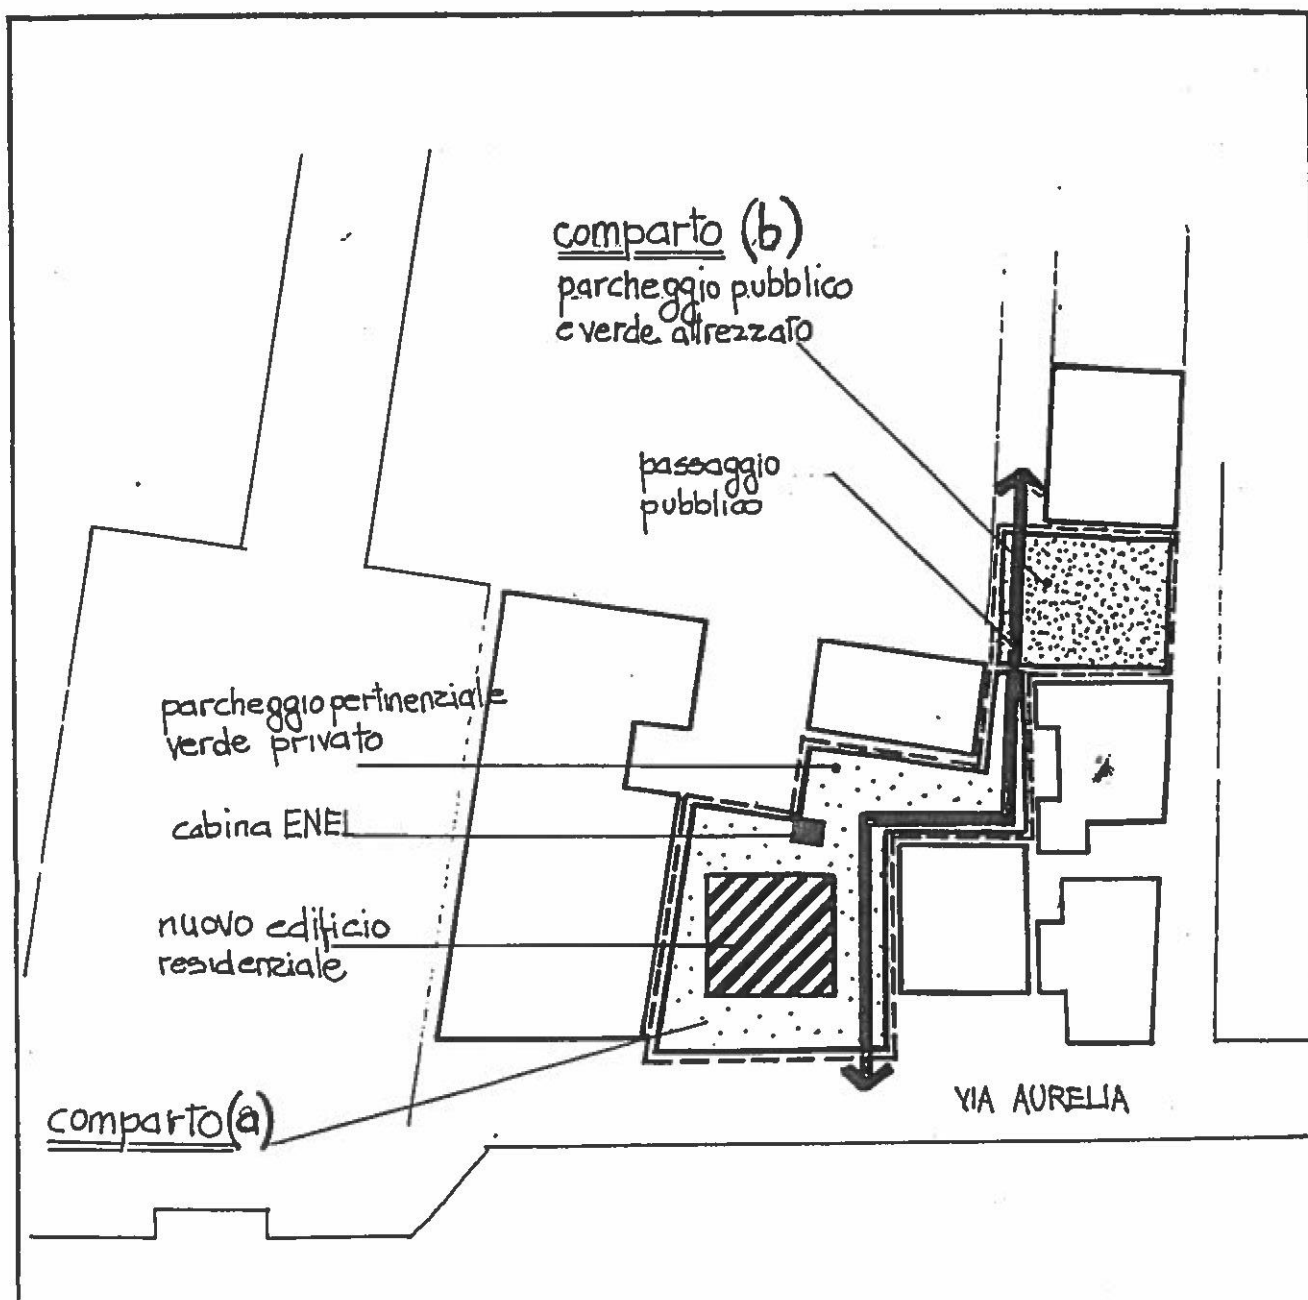 comparto (b)
parcheggio pubblico
e verde attrezzato
passaggio
pubblico
parcheggio pertinenziale
verde privato
cabina ENEL
nuovo edificio
residenziale
comparto (a)
VIA AURELIA